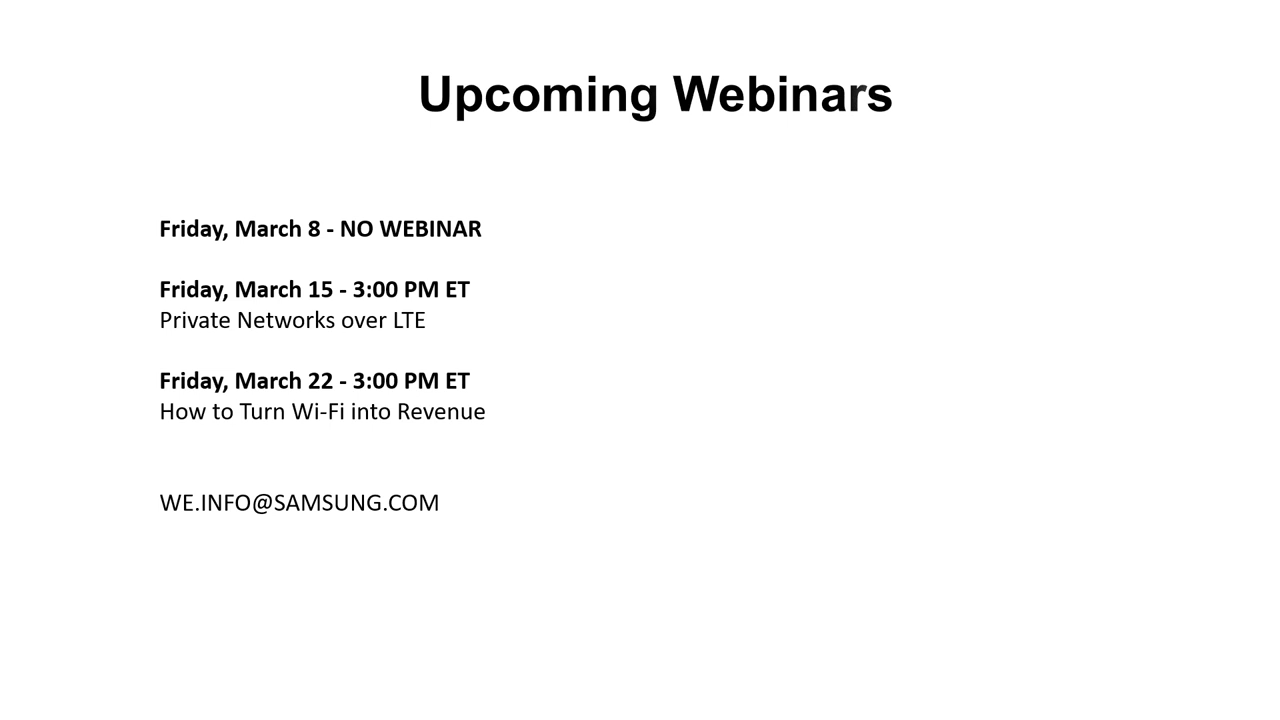 Upcoming Webinars
Friday, March 8 - NO WEBINAR
Friday, March 15 - 3:00 PM ET
Private Networks over LTE
Friday, March 22 - 3:00 PM ET
How to Turn Wi-Fi into Revenue
WE.INFO@SAMSUNG.COM